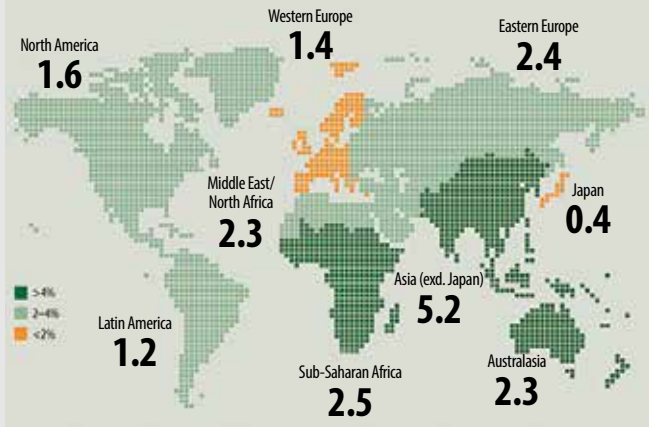 Western Europe
1.4
Eastern Europe
2.4
North America
1.6
Middle East/
North Africa
2.3
Japan
0.4
Asia (exd. Japan)
5.2
>4%
2–4%
<2%
Latin America
1.2
Sub-Saharan Africa
2.5
Australasia
2.3